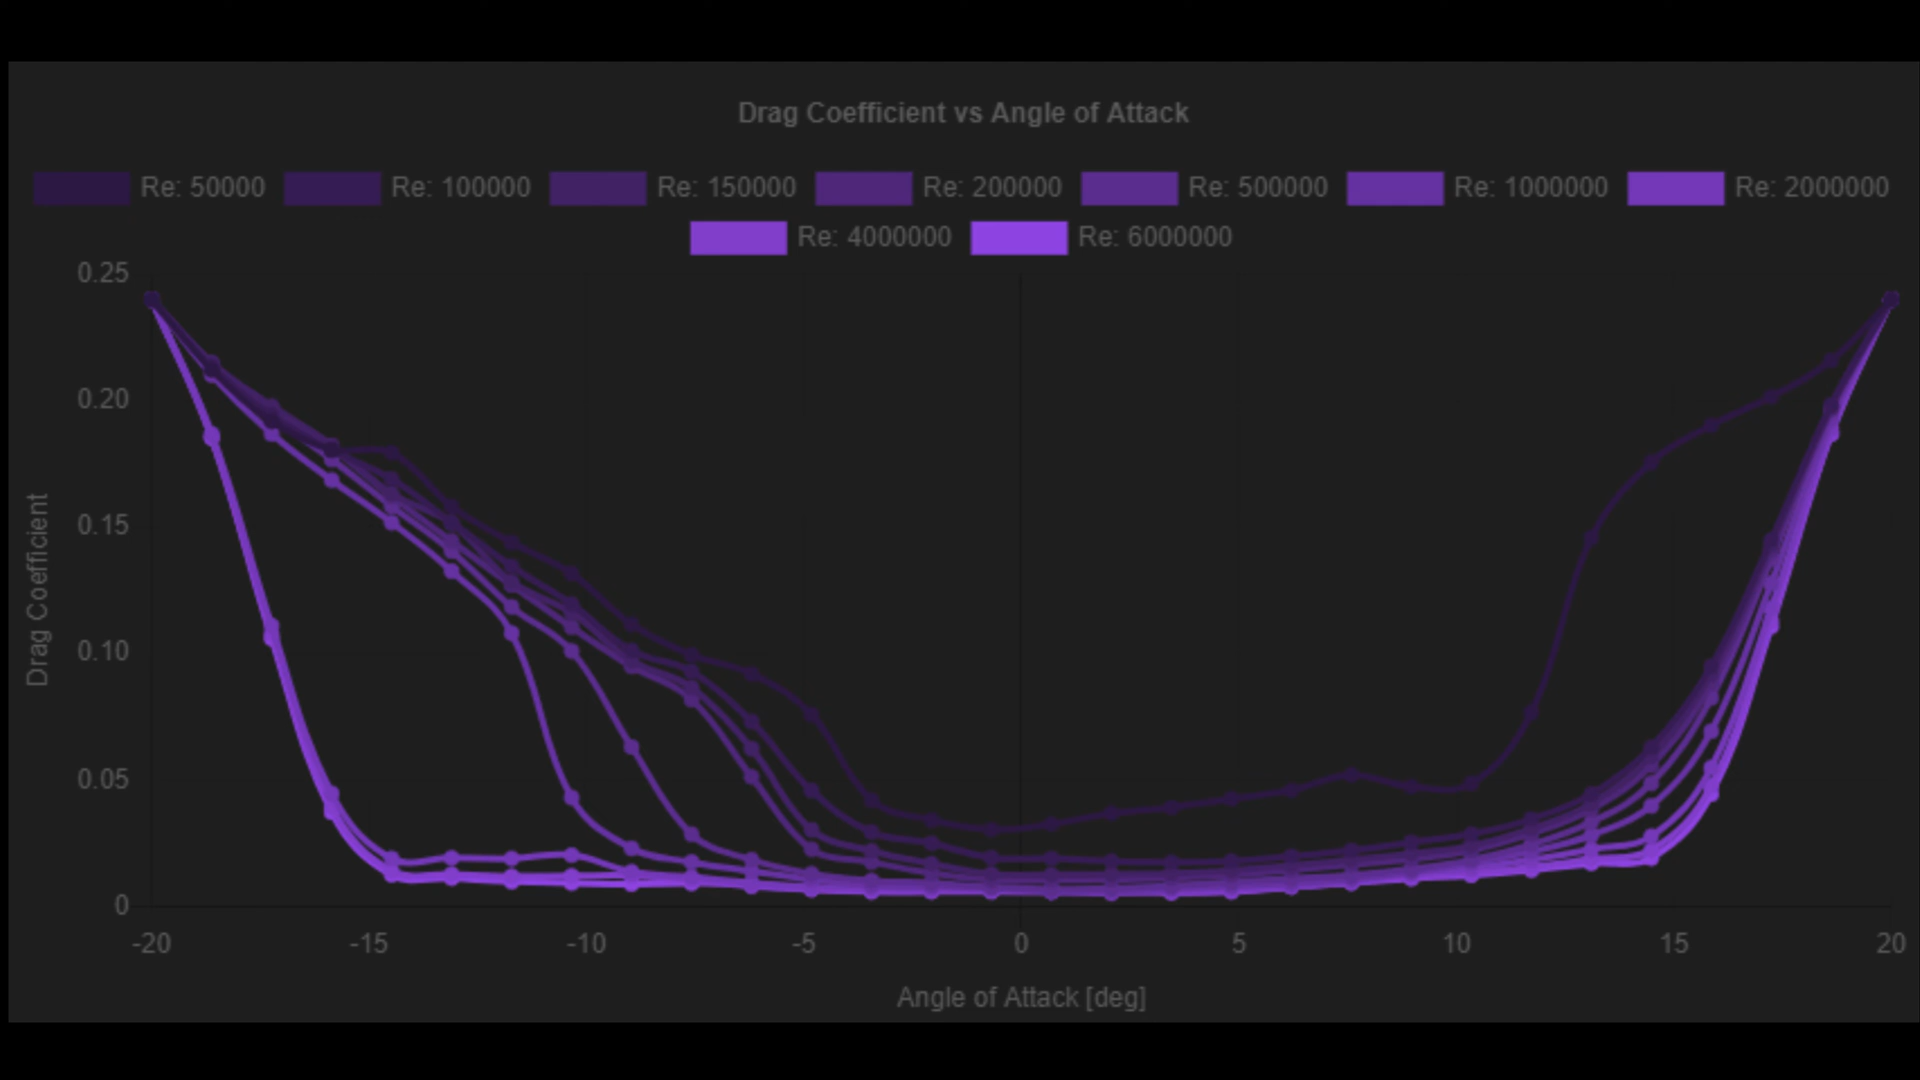 Drag Coefficient vs Angle of Attack
Re: 50000 Re: 100000 Re: 150000 Re: 200000 Re: 500000 Re: 1000000 Re: 2000000
Re: 4000000 Re: 6000000
0.25
0.20
0.15
0.10
0.05
0
Drag Coefficient
-20 -15 -10 -5 0 5 10 15 20
Angle of Attack [deg]